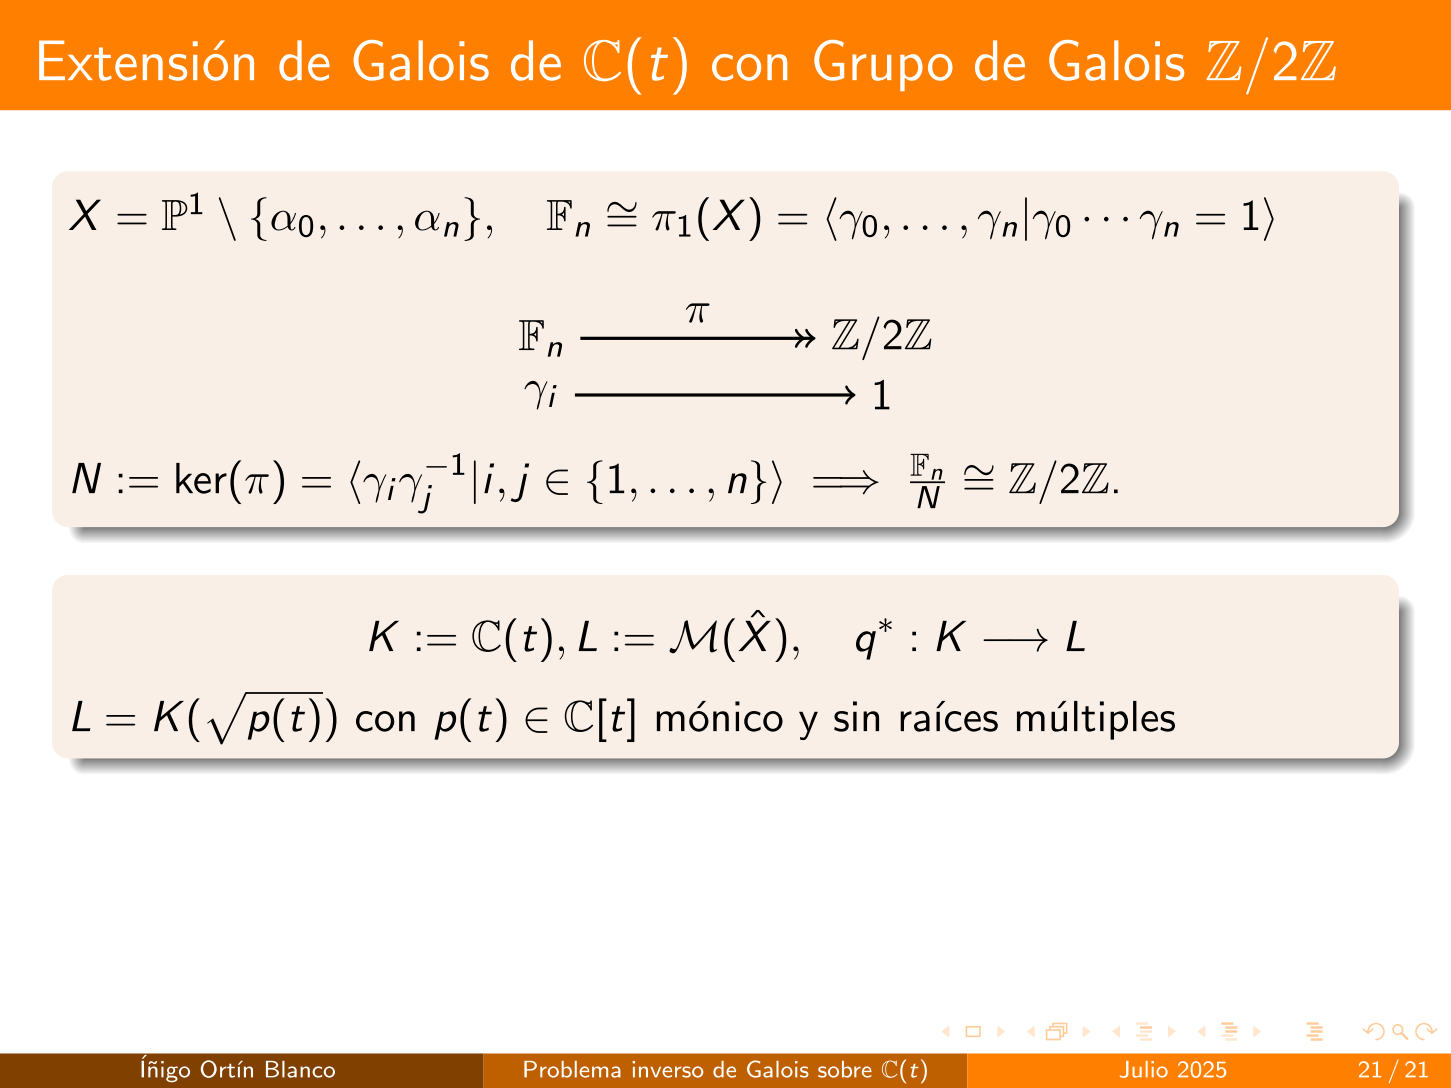 Extensión de Galois de ℂ(t) con Grupo de Galois ℤ/2ℤ
X = ℙ¹ \ {α₀, …, αₙ}, 𝔽ₙ ≅ π₁(X) = ⟨γ₀, …, γₙ|γ₀ ⋯ γₙ = 1⟩
π
𝔽ₙ ↠ ℤ/2ℤ
γᵢ → 1
N := ker(π) = ⟨γᵢγⱼ⁻¹|i, j ∈ {1, …, n}⟩ ⟹ 𝔽ₙ/N ≅ ℤ/2ℤ.
K := ℂ(t), L := ℳ(X̂), q* : K ⟶ L
L = K(√p(t)) con p(t) ∈ ℂ[t] mónico y sin raíces múltiples
Íñigo Ortín Blanco Problema inverso de Galois sobre ℂ(t) Julio 2025 21 / 21